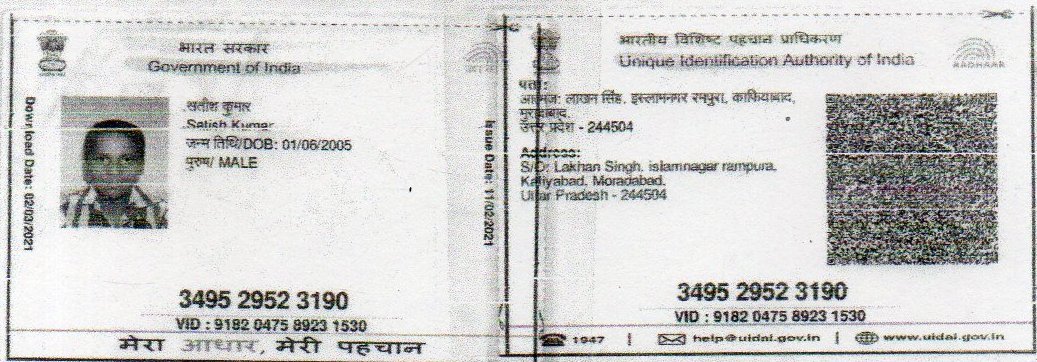 भारत सरकार
Government of India
Download Date: 02/03/2021
सतीश कुमार
Satish Kumar
जन्म तिथि/DOB: 01/06/2005
पुरुष/ MALE
Issue Date: 11/02/2021
3495 2952 3190
VID : 9182 0475 8923 1530
मेरा आधार, मेरी पहचान
भारतीय विशिष्ट पहचान प्राधिकरण
Unique Identification Authority of India
AADHAAR
पता:
आत्मज: लाखन सिंह, इस्लामनगर रमपुरा, काफियाबाद,
मुरादाबाद,
उत्तर प्रदेश - 244504
Address:
S/O: Lakhan Singh, islamnagar rampura,
Kafiyabad, Moradabad,
Uttar Pradesh - 244504
3495 2952 3190
VID : 9182 0475 8923 1530
1947 | help@uidai.gov.in | www.uidai.gov.in